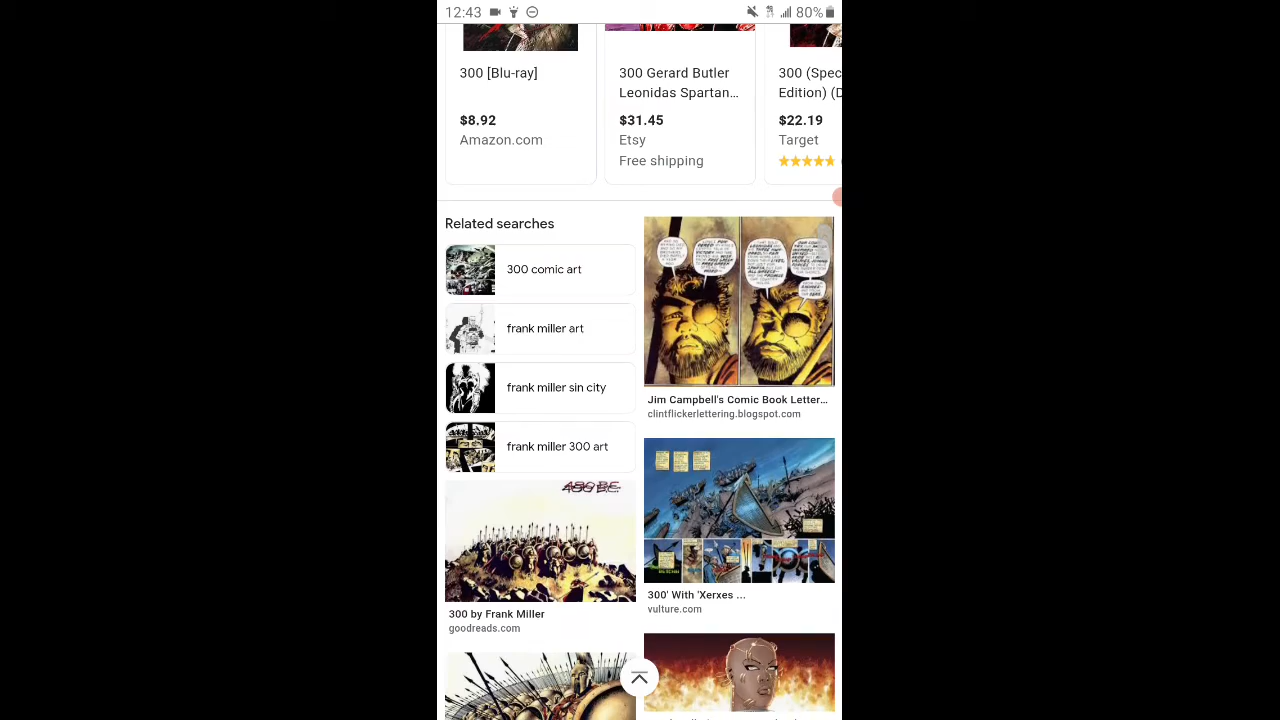 12:43
80%
300 [Blu-ray]
$8.92
Amazon.com
300 Gerard Butler
Leonidas Spartan...
$31.45
Etsy
Free shipping
300 (Spec
Edition) (D
$22.19
Target
Related searches
300 comic art
frank miller art
frank miller sin city
frank miller 300 art
480 B.C.
300 by Frank Miller
goodreads.com
Jim Campbell's Comic Book Letter...
clintflickerlettering.blogspot.com
300' With 'Xerxes ...
vulture.com